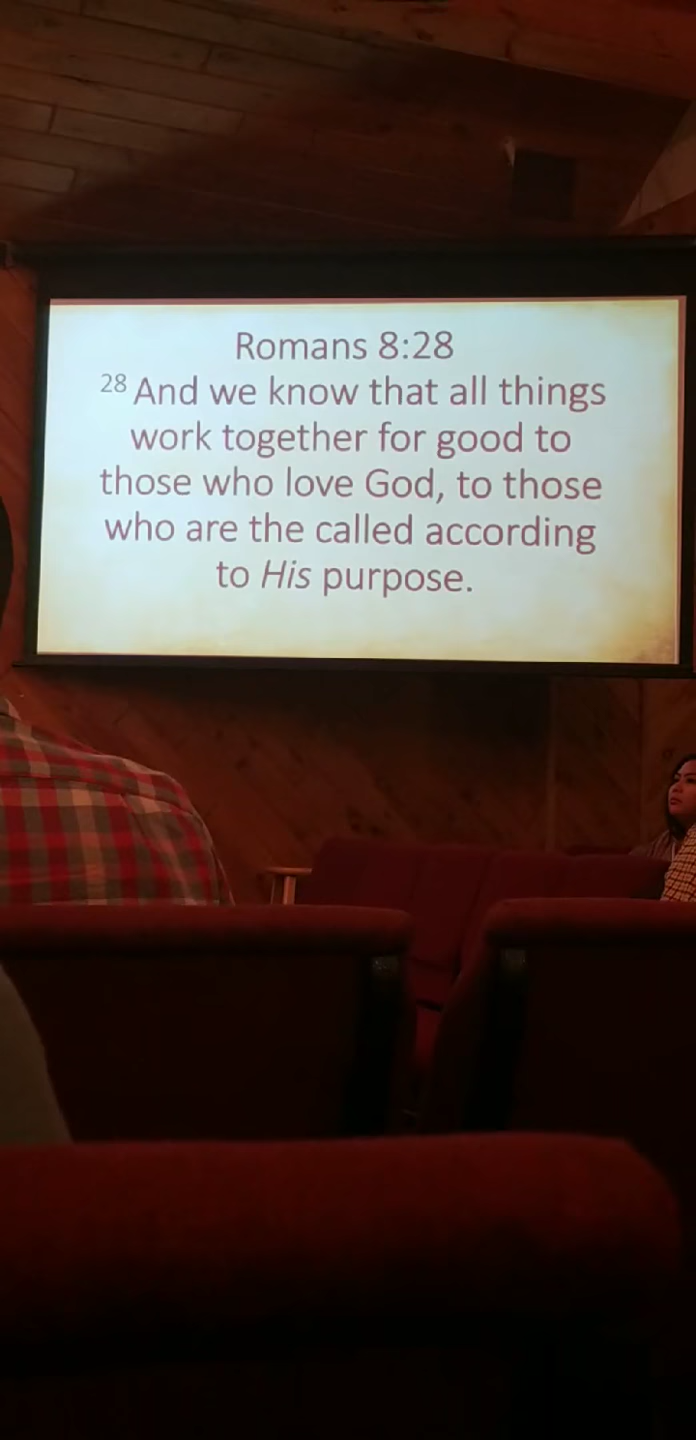 Romans 8:28
28 And we know that all things
work together for good to
those who love God, to those
who are the called according
to His purpose.